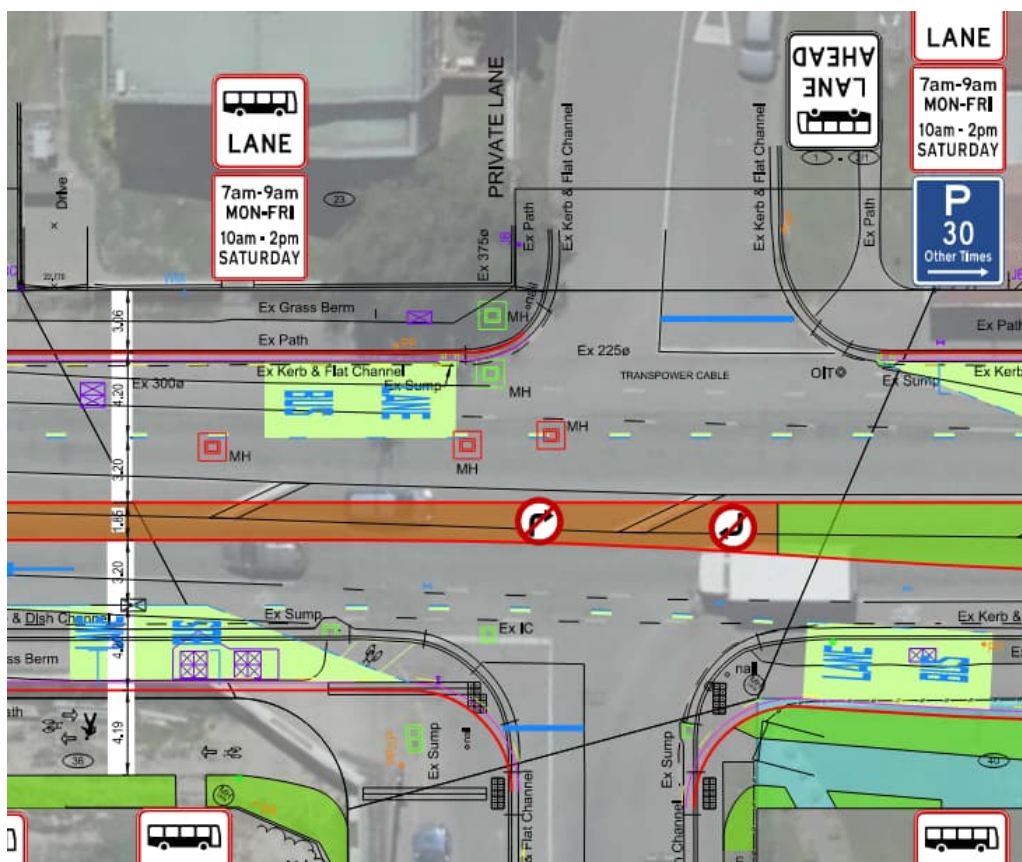 LANE
7am-9am
MON-FRI
10am - 2pm
SATURDAY
23
PRIVATE LANE
Ex Path
Ex Kerb & Flat Channel
Ex 375ø
Drive
LANE
AHEAD
Ex Kerb & Flat Channel
Ex Path
LANE
7am-9am
MON-FRI
10am - 2pm
SATURDAY
P
30
Other Times
Ex Grass Berm
MH
nail
3.06
Ex Path
Ex 225ø
Ex Path
Ex Kerb & Flat Channel
MH
TRANSPOWER CABLE
Ex Sump
Ex Kerb
Ex 300ø
Ex Sump
4.20
BUS
LANE
MH
MH
3.20
1.85
3.20
& Dish Channel
Ex Sump
Ex IC
Ex Kerb &
LANE
BUS
LANE
BUS
ss Berm
nail
4.19
Ex Sump
nail
Ex Sump
36
40
Flat Channel
Channel